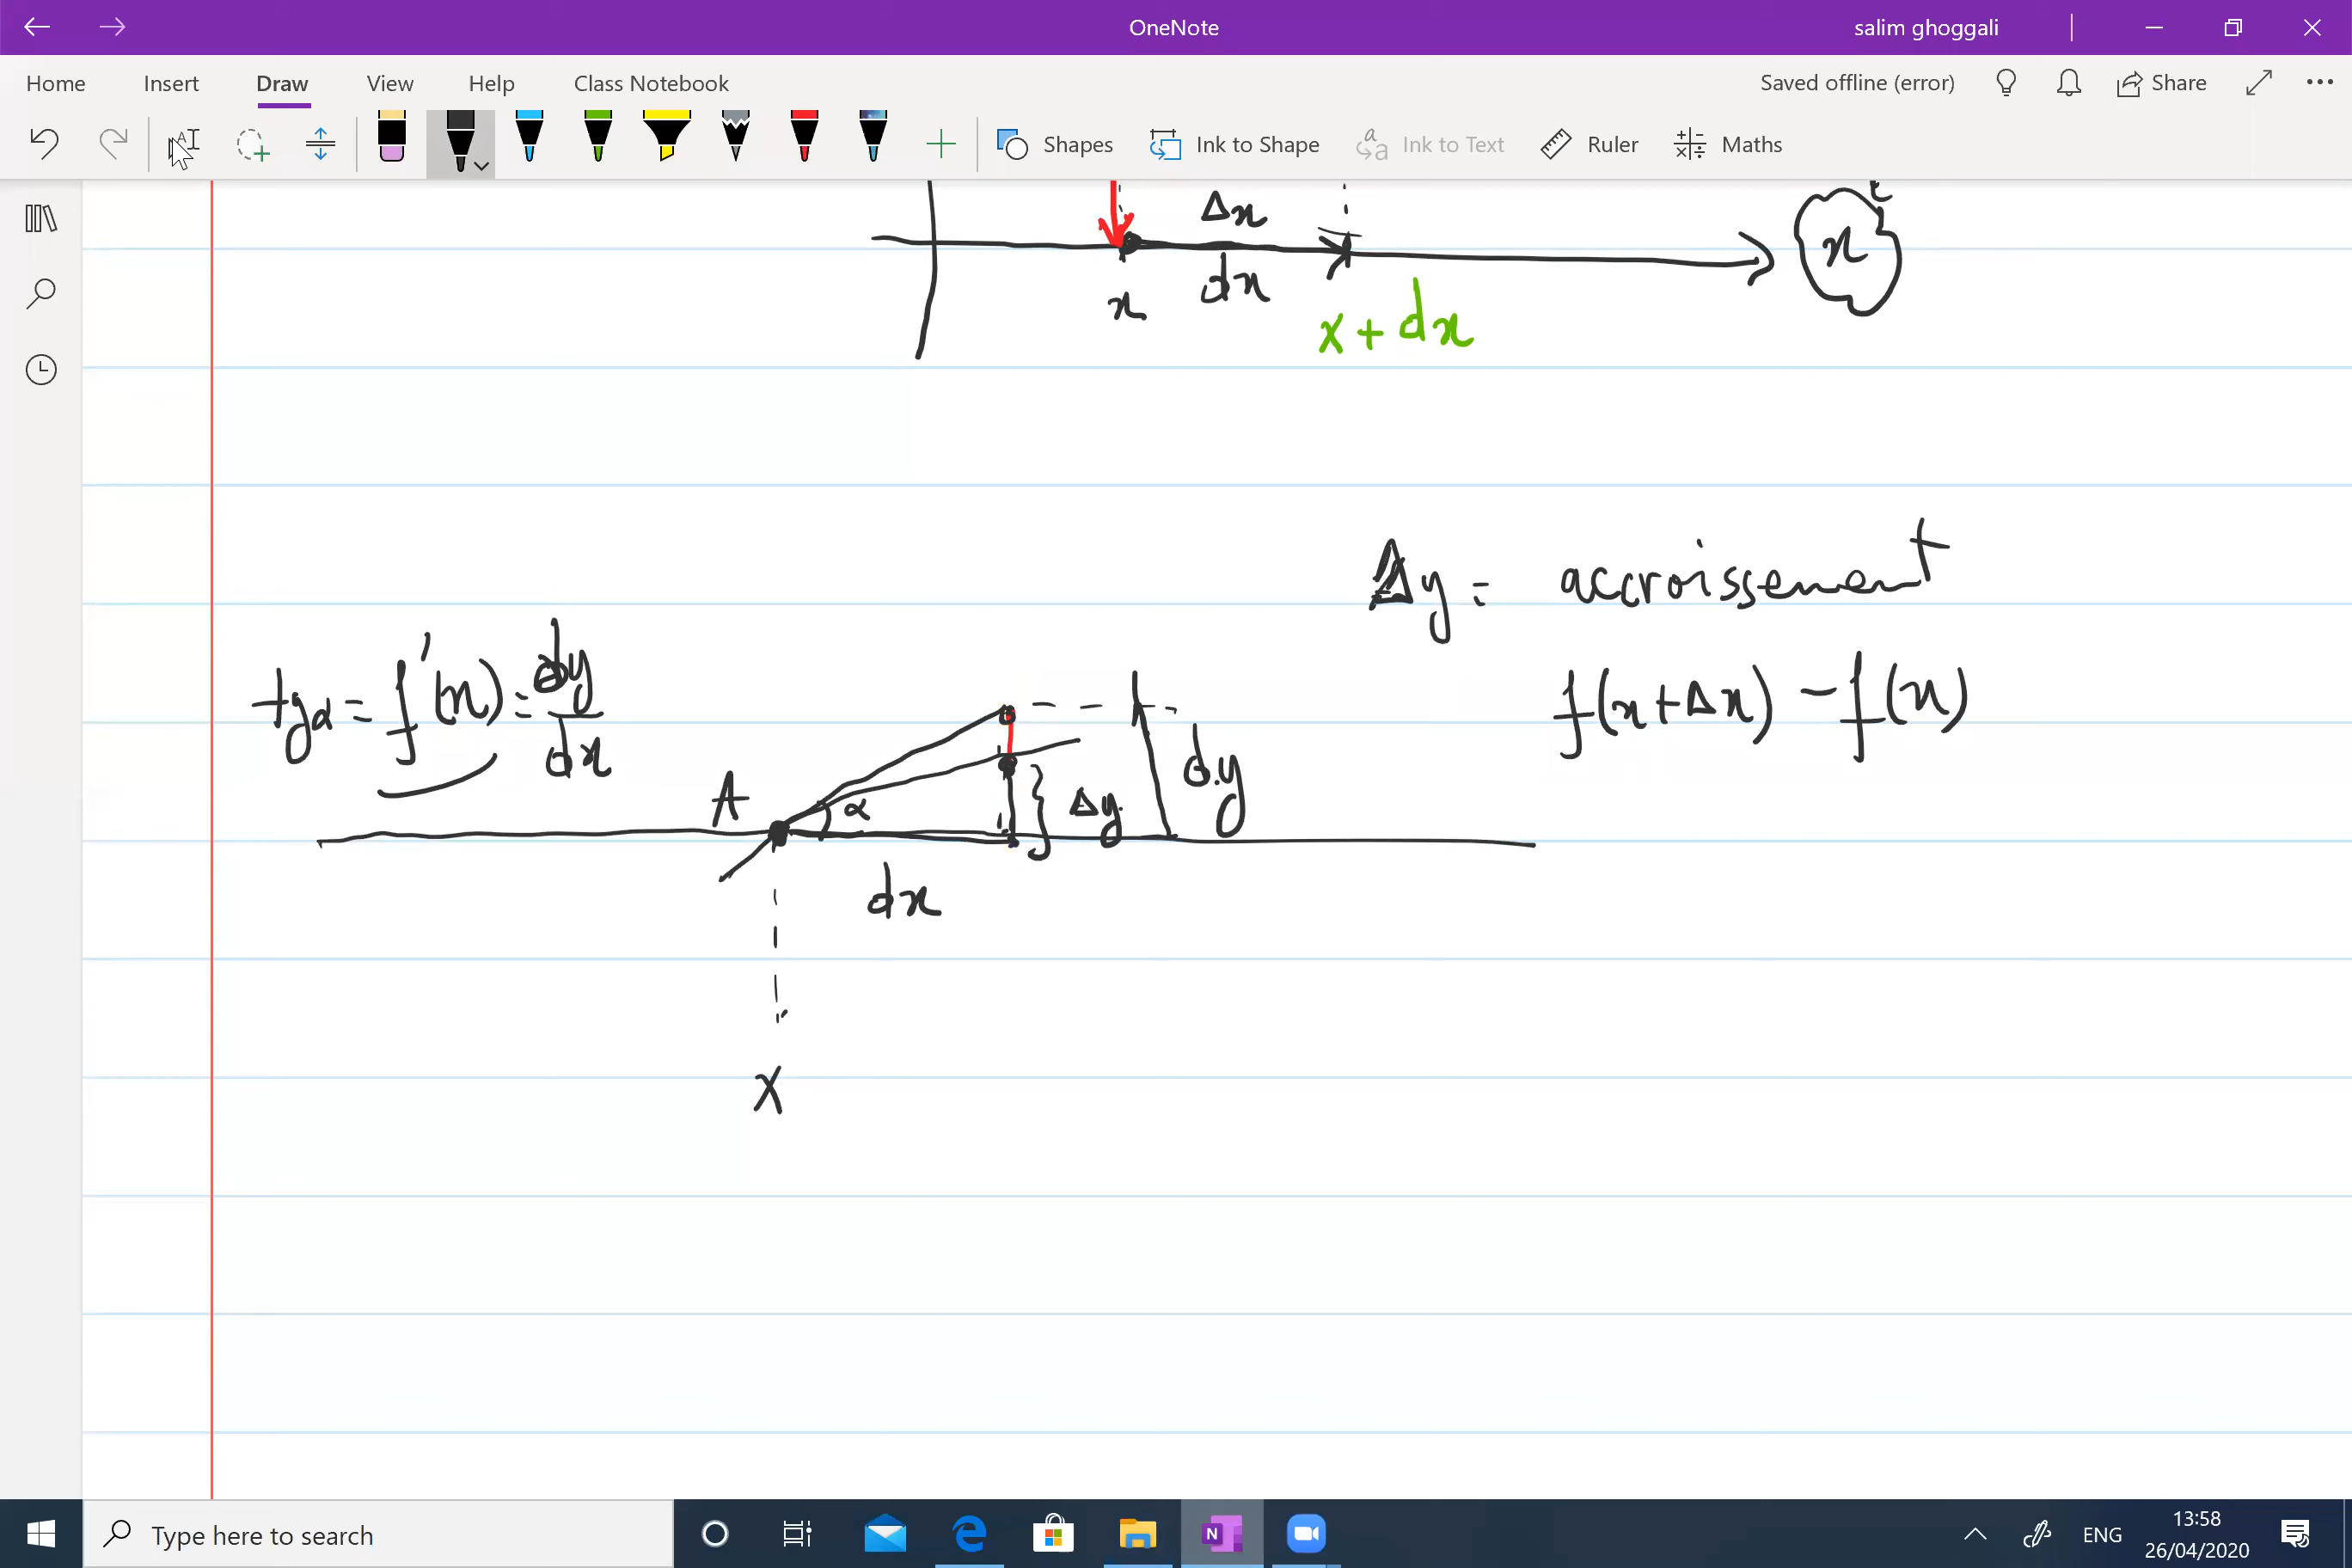 OneNote
salim ghoggali
Home Insert Draw View Help Class Notebook
Saved offline (error) Share
Shapes Ink to Shape Ink to Text Ruler Maths
Δx
dx
x
x
x + dx
Δy = accroissement
f(x+Δx) − f(x)
tgα = f'(x) = dy/dx
A
α
Δy
dy
dx
x
Type here to search
ENG
13:58
26/04/2020